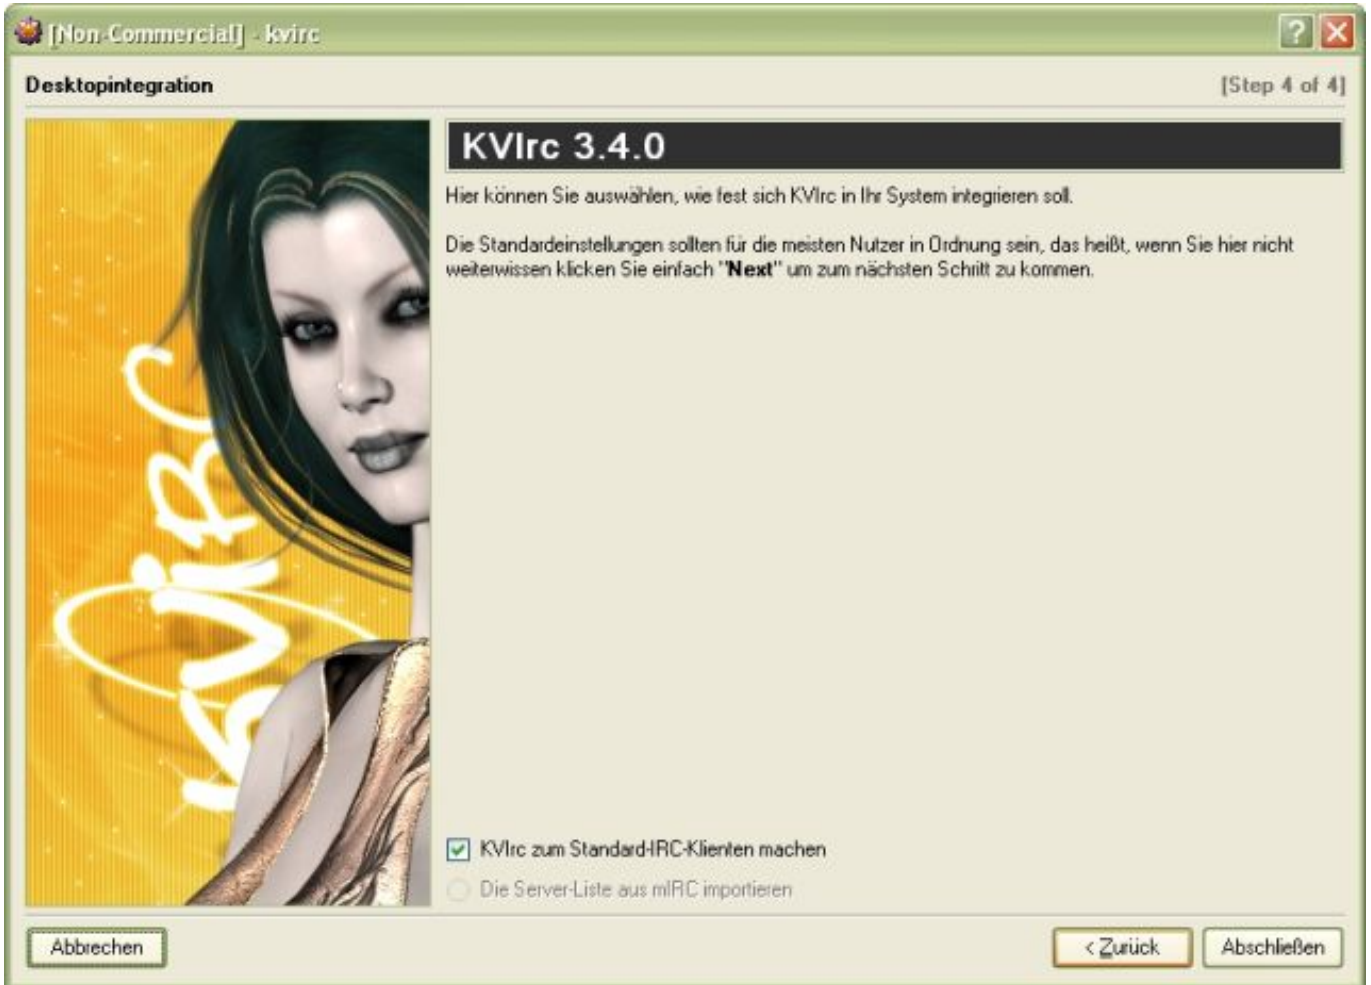 [Non-Commercial] - kvirc
Desktopintegration
[Step 4 of 4]
KVIrc 3.4.0
Hier können Sie auswählen, wie fest sich KVIrc in Ihr System integrieren soll.
Die Standardeinstellungen sollten für die meisten Nutzer in Ordnung sein, das heißt, wenn Sie hier nicht
weiterwissen klicken Sie einfach "Next" um zum nächsten Schritt zu kommen.
KVIRC
KVIrc zum Standard-IRC-Klienten machen
Die Server-Liste aus mIRC importieren
Abbrechen
< Zurück
Abschließen